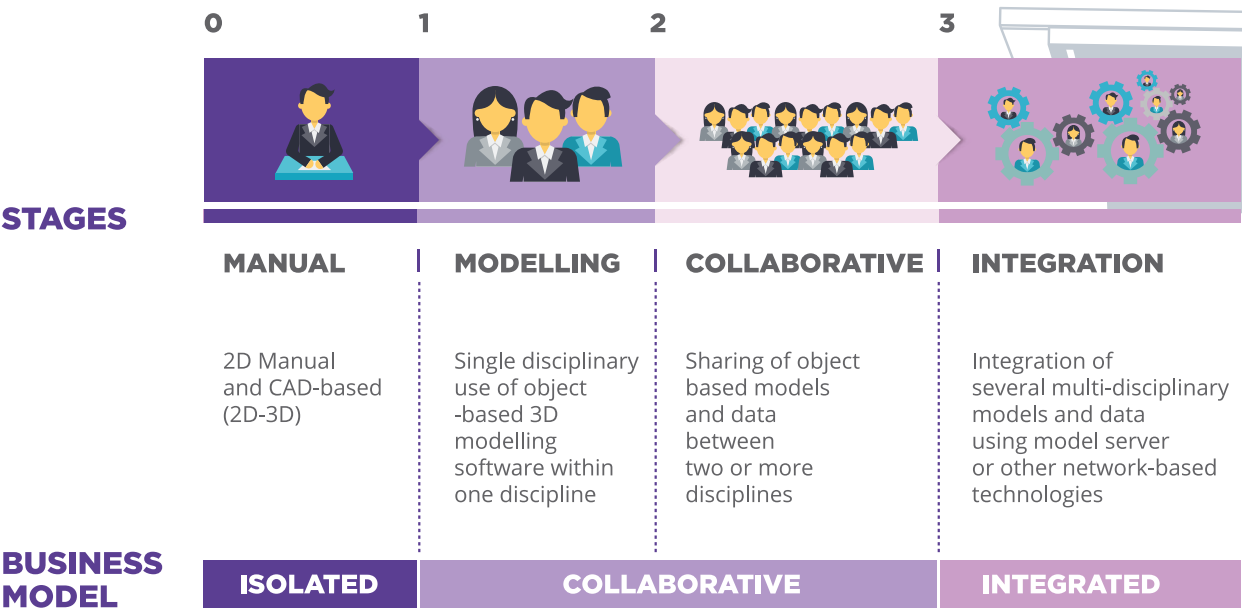 0
1
2
3
STAGES
MANUAL
MODELLING
COLLABORATIVE
INTEGRATION
2D Manual
and CAD-based
(2D-3D)
Single disciplinary
use of object
-based 3D
modelling
software within
one discipline
Sharing of object
based models
and data
between
two or more
disciplines
Integration of
several multi-disciplinary
models and data
using model server
or other network-based
technologies
BUSINESS
MODEL
ISOLATED
COLLABORATIVE
INTEGRATED